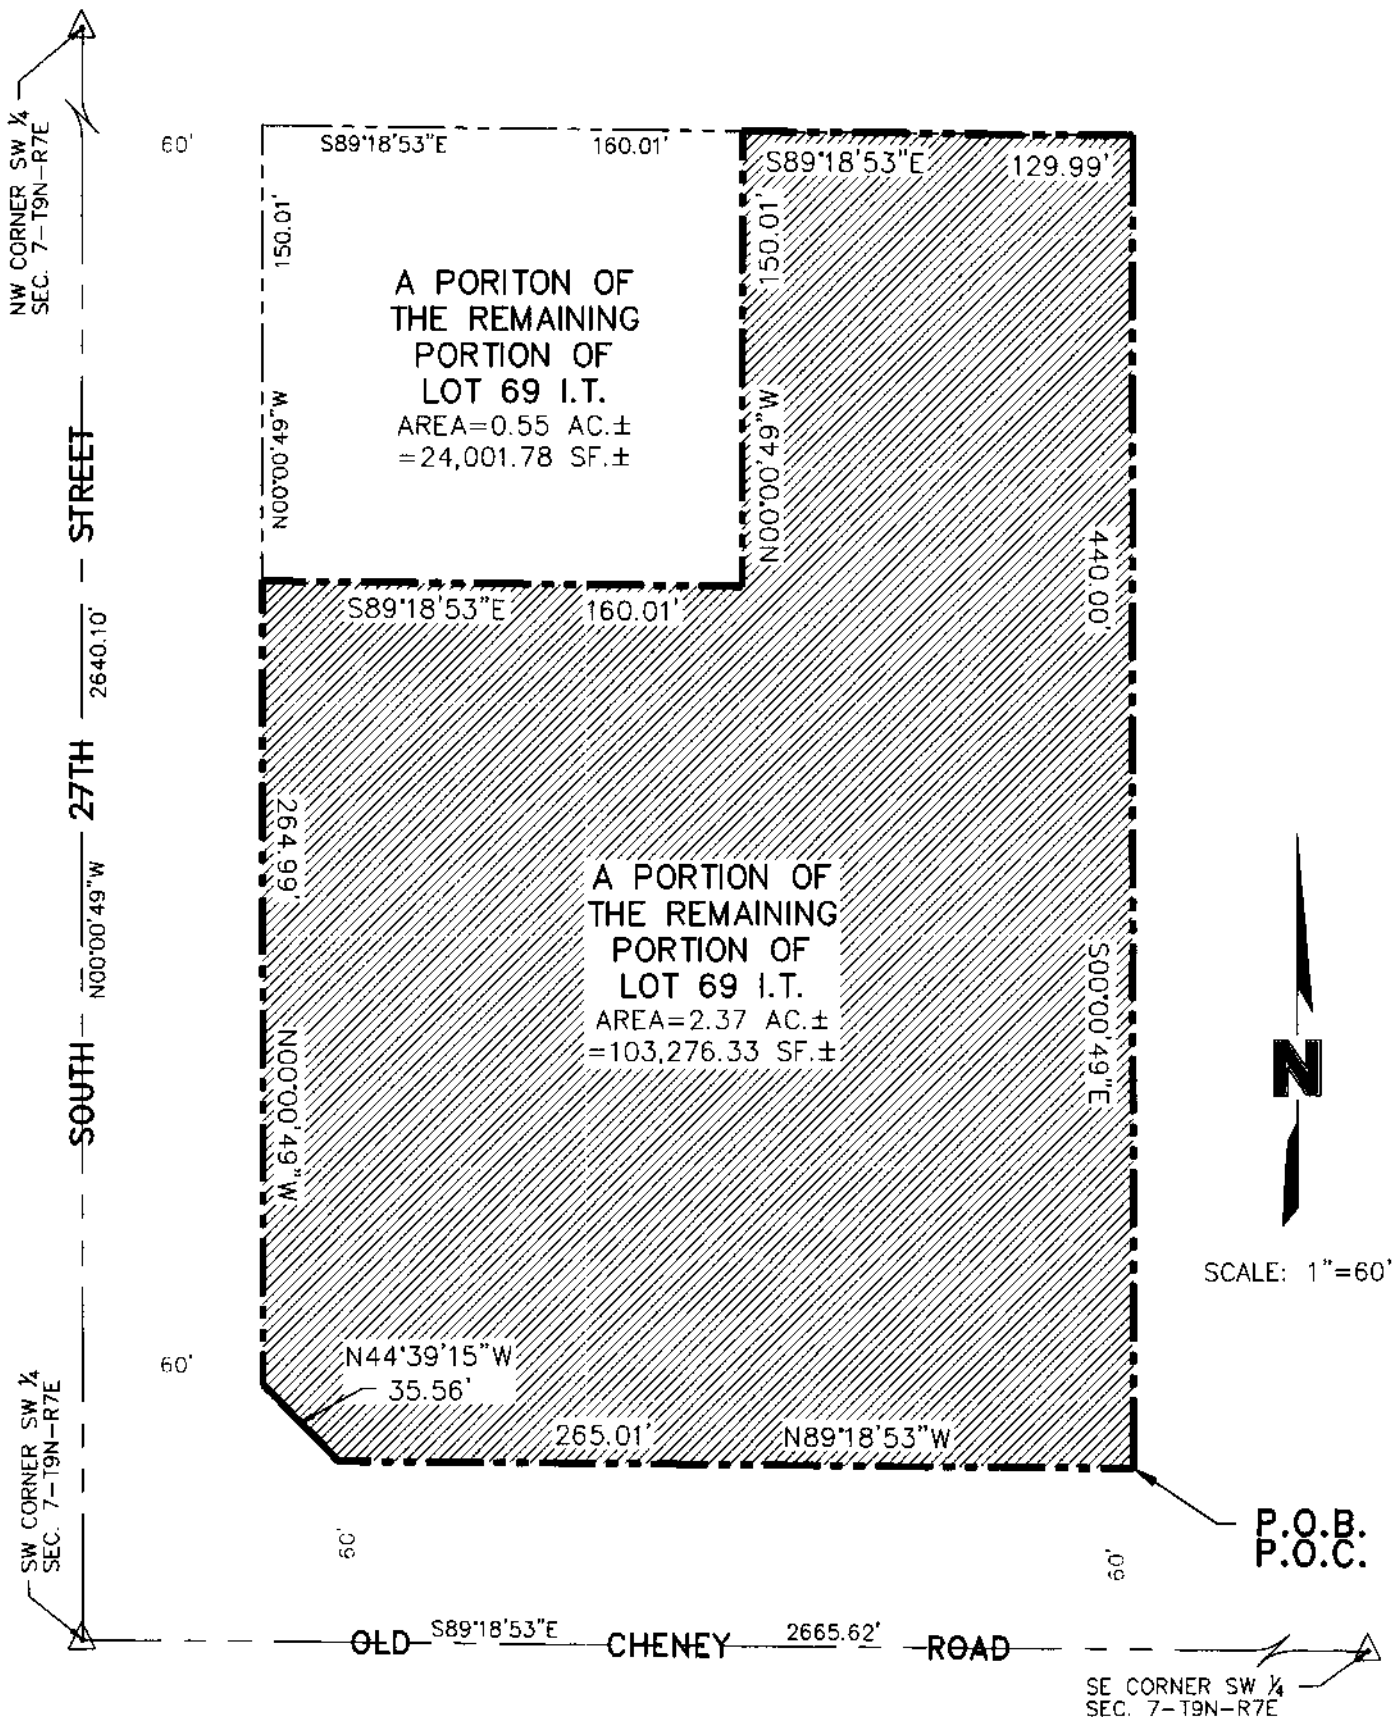 NW CORNER SW ¼
SEC. 7-T9N-R7E
60'
S89°18'53"E 160.01'
S89°18'53"E 129.99'
150.01'
N00°00'49"W
150.01'
N00°00'49"W
A PORITON OF
THE REMAINING
PORTION OF
LOT 69 I.T.
AREA=0.55 AC.±
=24,001.78 SF.±
440.00'
S00°00'49"E
S89°18'53"E 160.01'
SOUTH 27TH STREET
N00°00'49"W 2640.10'
264.99'
N00°00'49"W
A PORTION OF
THE REMAINING
PORTION OF
LOT 69 I.T.
AREA=2.37 AC.±
=103,276.33 SF.±
N
SCALE: 1"=60'
60'
N44°39'15"W
35.56'
265.01' N89°18'53"W
SW CORNER SW ¼
SEC. 7-T9N-R7E
60'
60'
P.O.B.
P.O.C.
OLD CHENEY ROAD
S89°18'53"E 2665.62'
SE CORNER SW ¼
SEC. 7-T9N-R7E